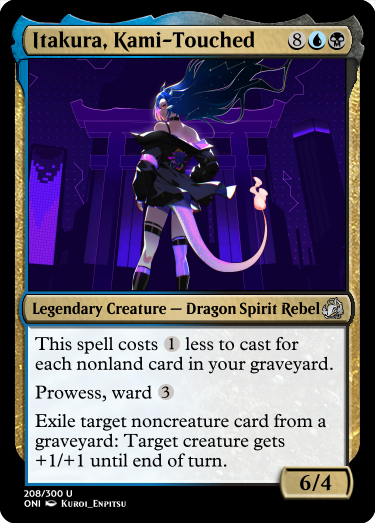 Itakura, Kami-Touched 8
Legendary Creature — Dragon Spirit Rebel
This spell costs 1 less to cast for
each nonland card in your graveyard.
Prowess, ward 3
Exile target noncreature card from a
graveyard: Target creature gets
+1/+1 until end of turn.
6/4
208/300 U
ONI Kuroi_Enpitsu